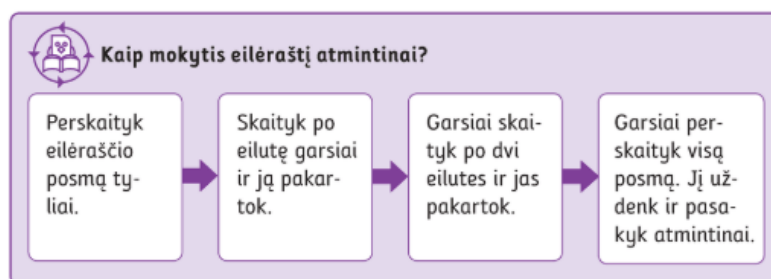 Kaip mokytis eilėraštį atmintinai?
Perskaityk
eilėraščio
posmą ty-
liai.
Skaityk po
eilutę garsiai
ir ją pakar-
tok.
Garsiai skai-
tyk po dvi
eilutes ir jas
pakartok.
Garsiai per-
skaityk visą
posmą. Jį už-
denk ir pasa-
kyk atmintinai.